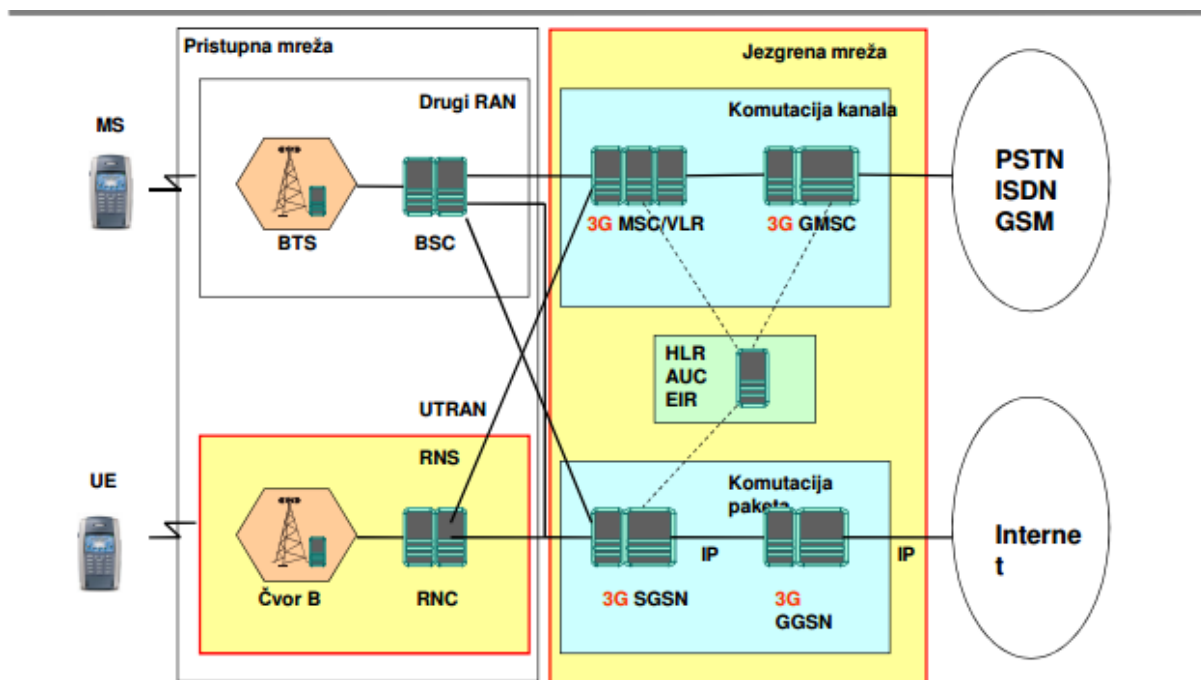 Pristupna mreža
Jezgrena mreža
Drugi RAN
Komutacija kanala
MS
BTS
BSC
3G MSC/VLR
3G GMSC
PSTN
ISDN
GSM
HLR
AUC
EIR
UTRAN
RNS
UE
Komutacija
paketa
Čvor B
RNC
IP
IP
3G SGSN
3G
GGSN
Interne
t